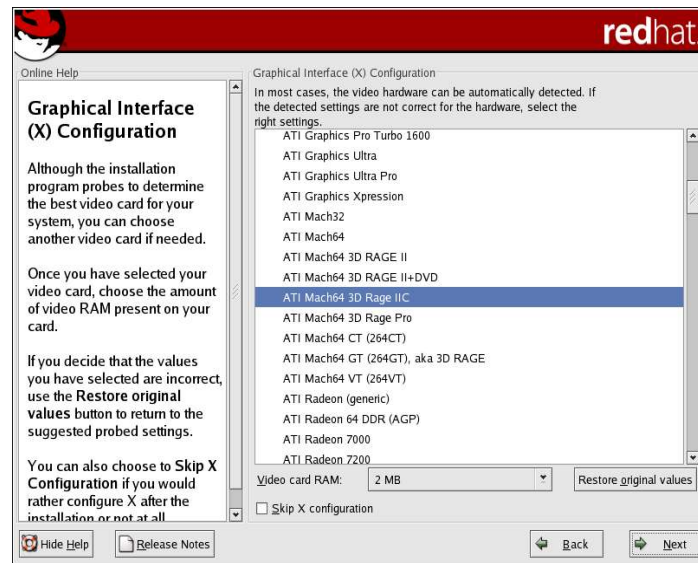 redhat.
Online Help
Graphical Interface
(X) Configuration
Although the installation
program probes to determine
the best video card for your
system, you can choose
another video card if needed.
Once you have selected your
video card, choose the amount
of video RAM present on your
card.
If you decide that the values
you have selected are incorrect,
use the Restore original
values button to return to the
suggested probed settings.
You can also choose to Skip X
Configuration if you would
rather configure X after the
installation or not at all
Graphical Interface (X) Configuration
In most cases, the video hardware can be automatically detected. If
the detected settings are not correct for the hardware, select the
right settings.
ATI Graphics Pro Turbo 1600
ATI Graphics Ultra
ATI Graphics Ultra Pro
ATI Graphics Xpression
ATI Mach32
ATI Mach64
ATI Mach64 3D RAGE II
ATI Mach64 3D RAGE II+DVD
ATI Mach64 3D Rage IIC
ATI Mach64 3D Rage Pro
ATI Mach64 CT (264CT)
ATI Mach64 GT (264GT), aka 3D RAGE
ATI Mach64 VT (264VT)
ATI Radeon (generic)
ATI Radeon 64 DDR (AGP)
ATI Radeon 7000
ATI Radeon 7200
Video card RAM: 2 MB Restore original values
Skip X configuration
Hide Help Release Notes Back Next